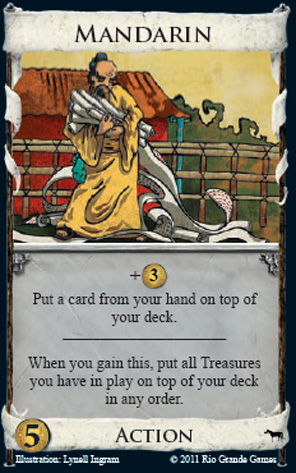 MANDARIN
+3
Put a card from your hand on top of
your deck.
When you gain this, put all Treasures
you have in play on top of your deck
in any order.
5
ACTION
Illustration: Lynell Ingram
© 2011 Rio Grande Games